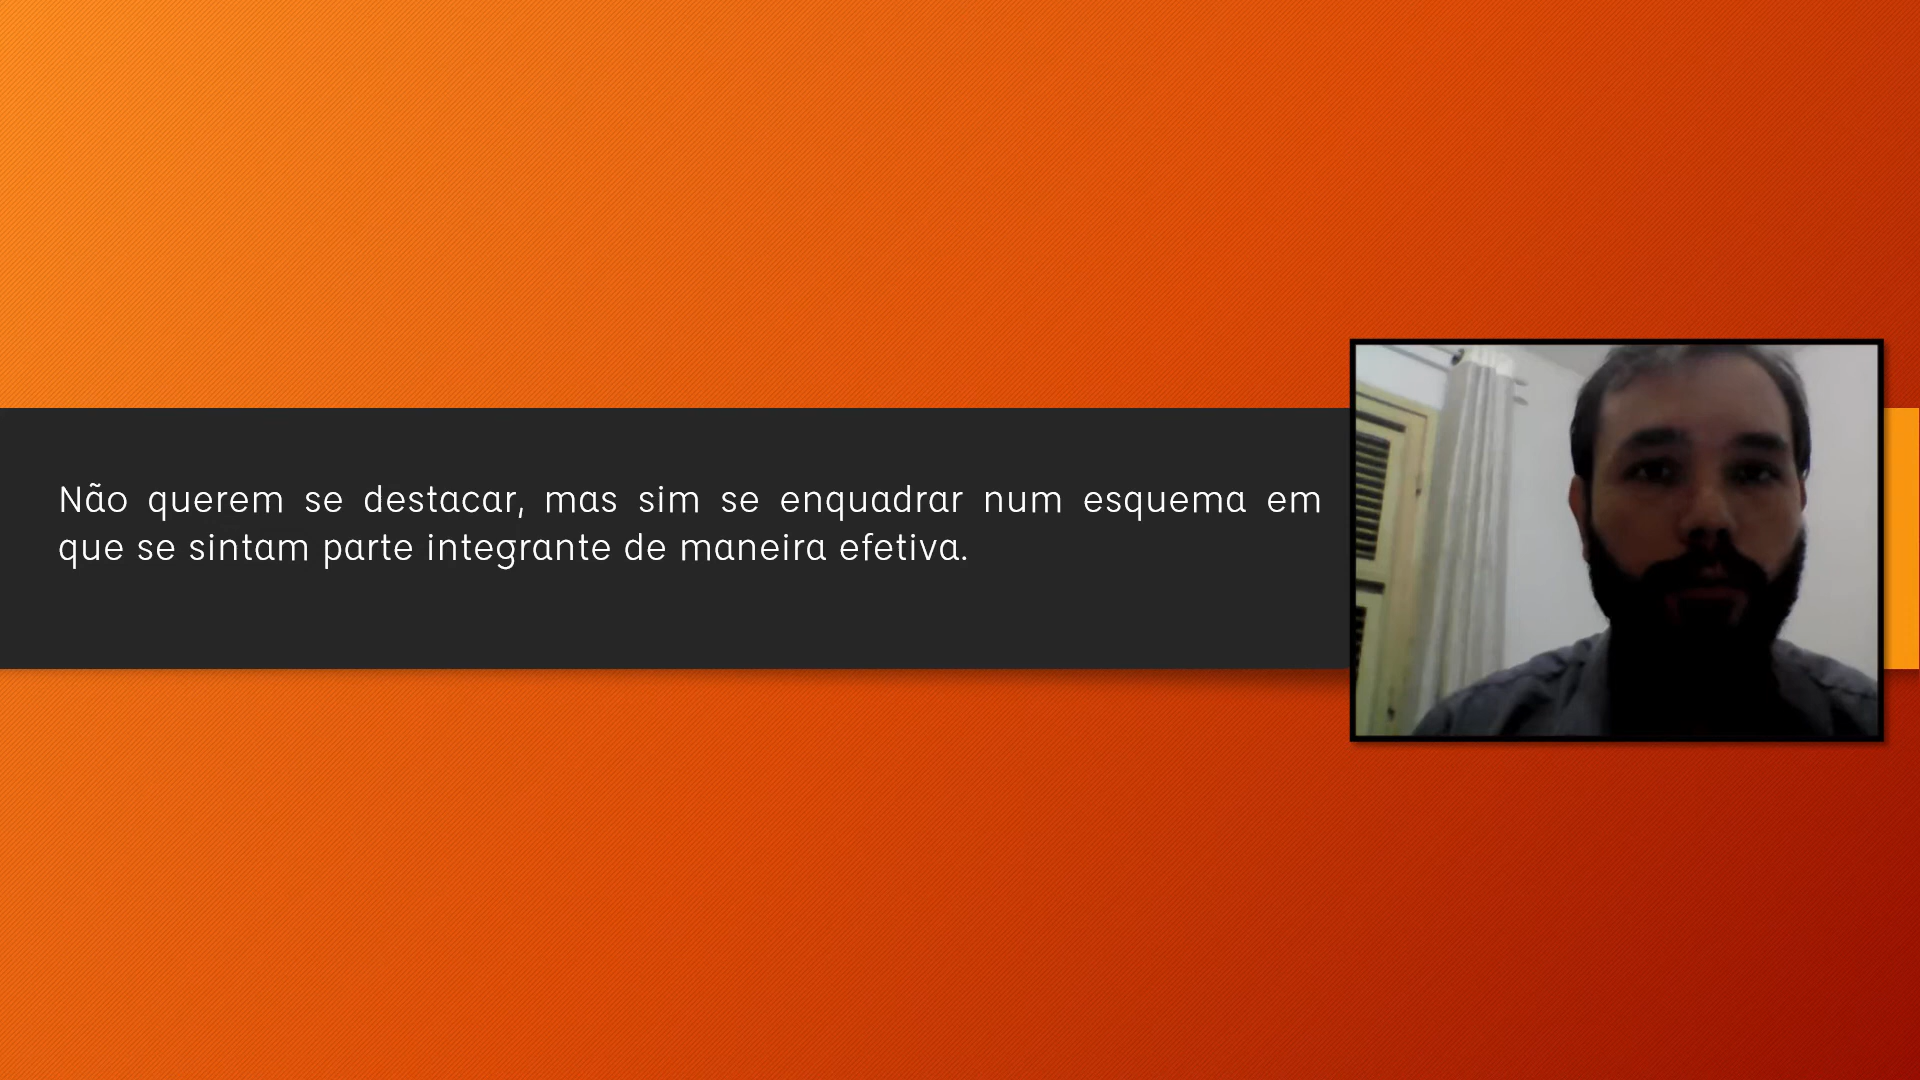 Não querem se destacar, mas sim se enquadrar num esquema em
que se sintam parte integrante de maneira efetiva.